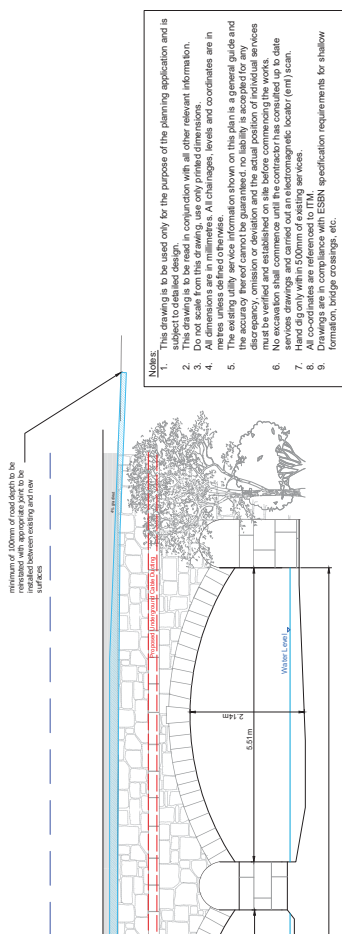 minimum of 100mm of road depth to be
reinstated with appropriate joint to be
installed between existing and new
surfaces
Notes:
1. This drawing is to be used only for the purpose of the planning application and is
subject to detailed design.
2. This drawing is to be read in conjunction with all other relevant information.
3. Do not scale from this drawing, use only printed dimensions.
4. All dimensions are in millimetres. All chainages, levels and coordinates are in
metres unless defined otherwise.
5. The existing utility service information shown on this plan is a general guide and
the accuracy thereof cannot be guaranteed, no liability is accepted for any
discrepancy, omission or deviation and the actual position of individual services
must be verified and established on site before commencing the works.
6. No excavation shall commence until the contractor has consulted up to date
services drawings and carried out an electromagnetic locator (eml) scan.
7. Hand dig only within 500mm of existing services.
8. All co-ordinates are referenced to ITM.
9. Drawings are in compliance with ESBN specification requirements for shallow
formation, bridge crossings, etc.
Proposed Underground Cable Ducting
Water Level
2.14m
5.51m